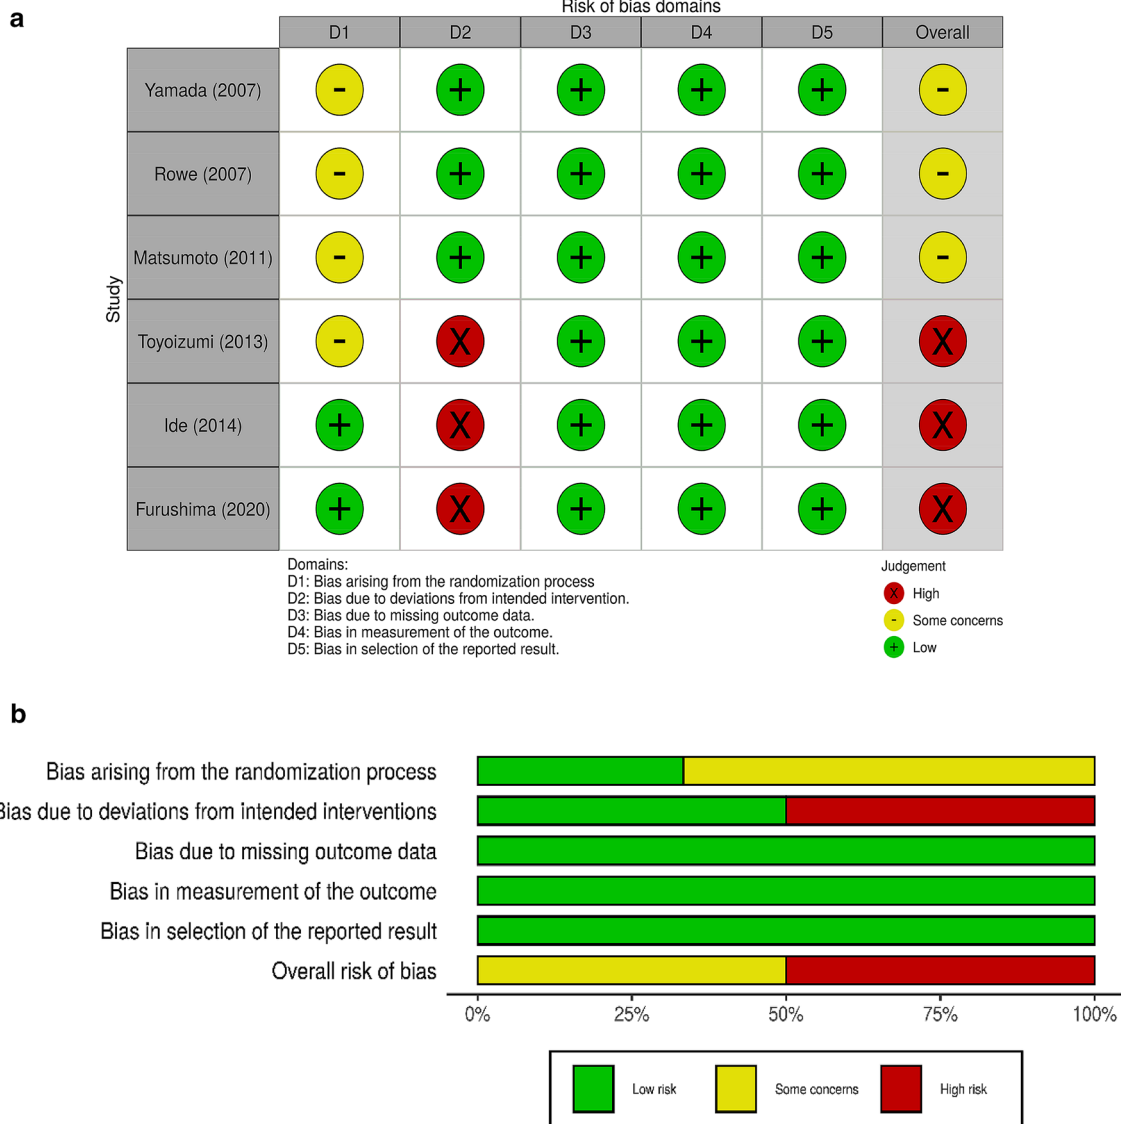 a
Risk of bias domains
D1 D2 D3 D4 D5 Overall
Study
Yamada (2007) - + + + + -
Rowe (2007) - + + + + -
Matsumoto (2011) - + + + + -
Toyoizumi (2013) - X + + + X
Ide (2014) + X + + + X
Furushima (2020) + X + + + X
Domains:
D1: Bias arising from the randomization process
D2: Bias due to deviations from intended intervention.
D3: Bias due to missing outcome data.
D4: Bias in measurement of the outcome.
D5: Bias in selection of the reported result.
Judgement
X High
- Some concerns
+ Low
b
Bias arising from the randomization process
Bias due to deviations from intended interventions
Bias due to missing outcome data
Bias in measurement of the outcome
Bias in selection of the reported result
Overall risk of bias
0% 25% 50% 75% 100%
Low risk Some concerns High risk